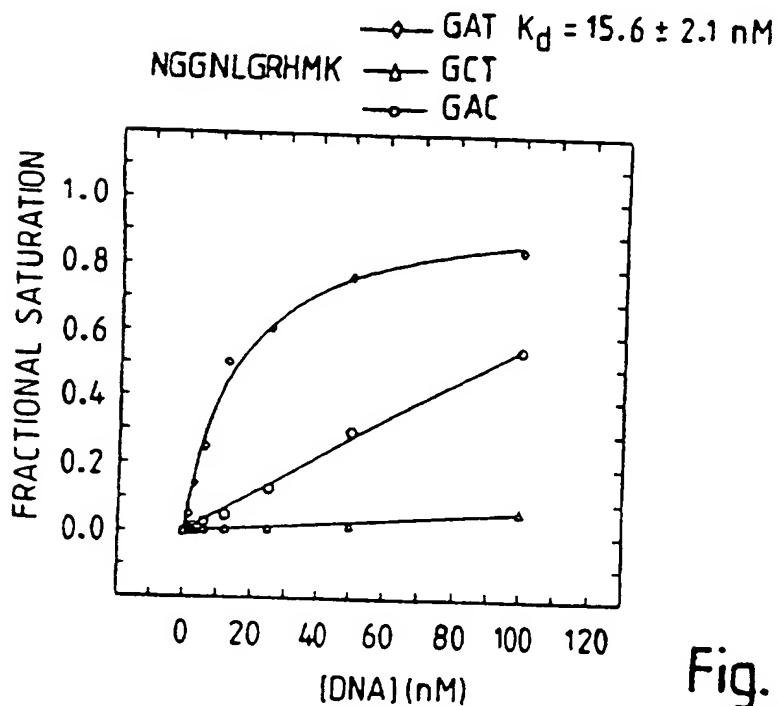 GAT Kd = 15.6 ± 2.1 nM
NGGNLGRHMK GCT
GAC
FRACTIONAL SATURATION
1.0
0.8
0.6
0.4
0.2
0.0
0 20 40 60 80 100 120
[DNA] (nM)
Fig.